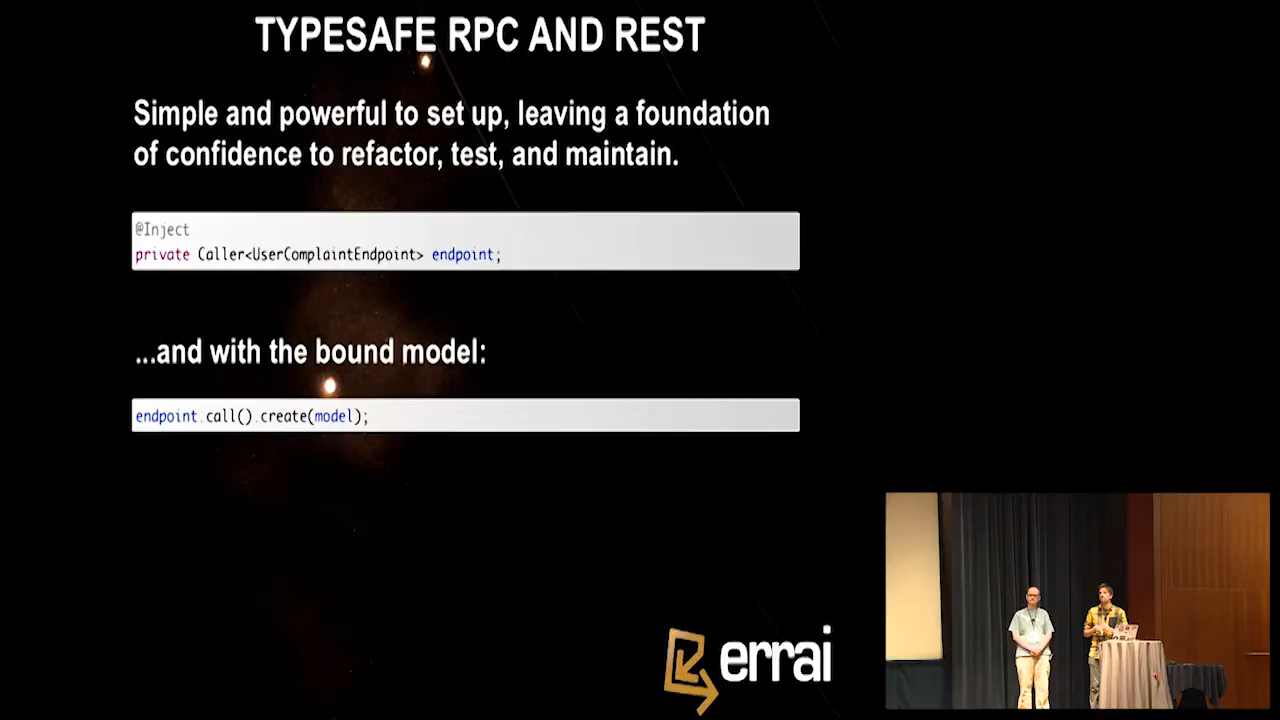 TYPESAFE RPC AND REST
Simple and powerful to set up, leaving a foundation
of confidence to refactor, test, and maintain.
@Inject
private Caller<UserComplaintEndpoint> endpoint;
...and with the bound model:
endpoint.call().create(model);
errai